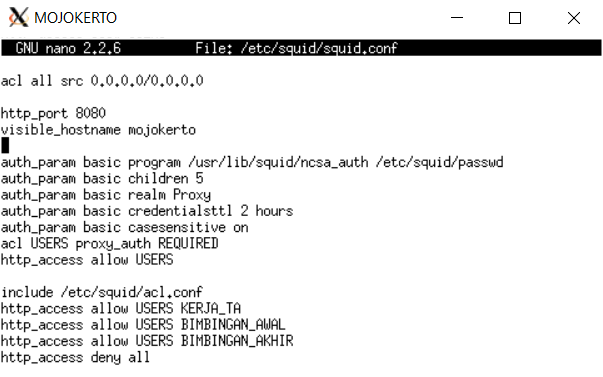 MOJOKERTO
GNU nano 2.2.6 File: /etc/squid/squid.conf
acl all src 0.0.0.0/0.0.0.0
http_port 8080
visible_hostname mojokerto
auth_param basic program /usr/lib/squid/ncsa_auth /etc/squid/passwd
auth_param basic children 5
auth_param basic realm Proxy
auth_param basic credentialsttl 2 hours
auth_param basic casesensitive on
acl USERS proxy_auth REQUIRED
http_access allow USERS
include /etc/squid/acl.conf
http_access allow USERS KERJA_TA
http_access allow USERS BIMBINGAN_AWAL
http_access allow USERS BIMBINGAN_AKHIR
http_access deny all